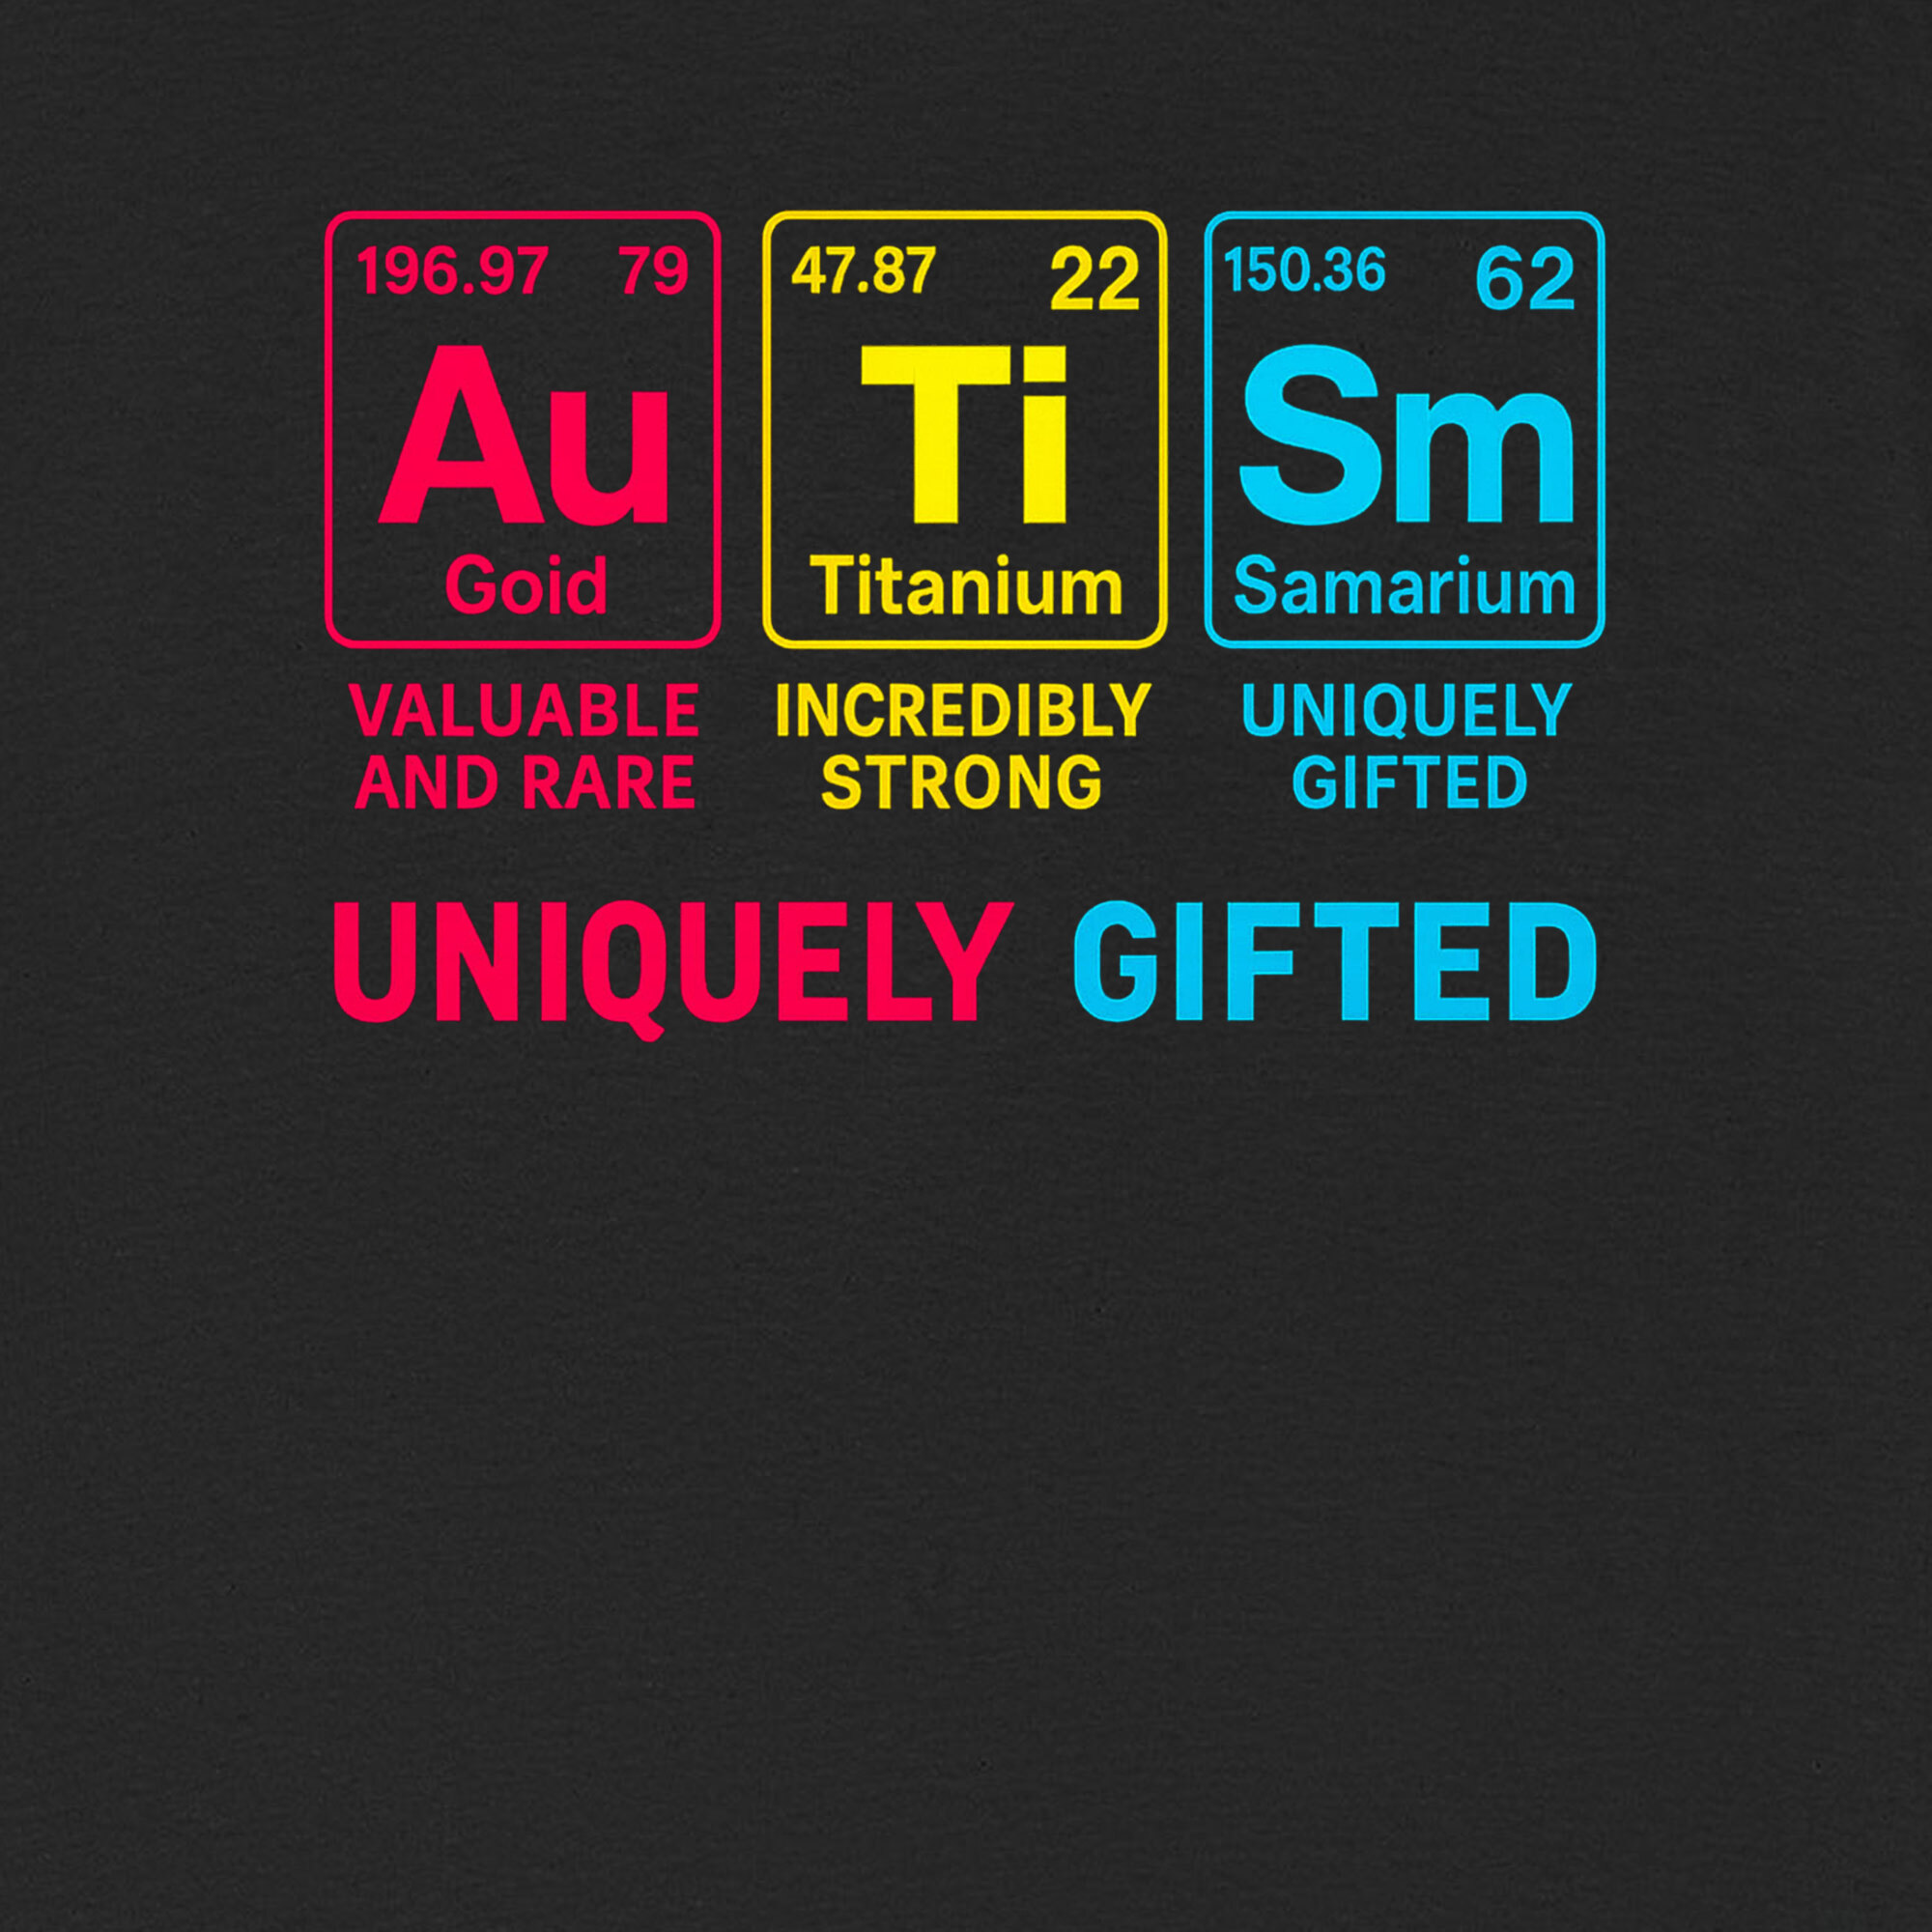 196.97 79
Au
Goid
VALUABLE
AND RARE
47.87 22
Ti
Titanium
INCREDIBLY
STRONG
150.36 62
Sm
Samarium
UNIQUELY
GIFTED
UNIQUELY GIFTED